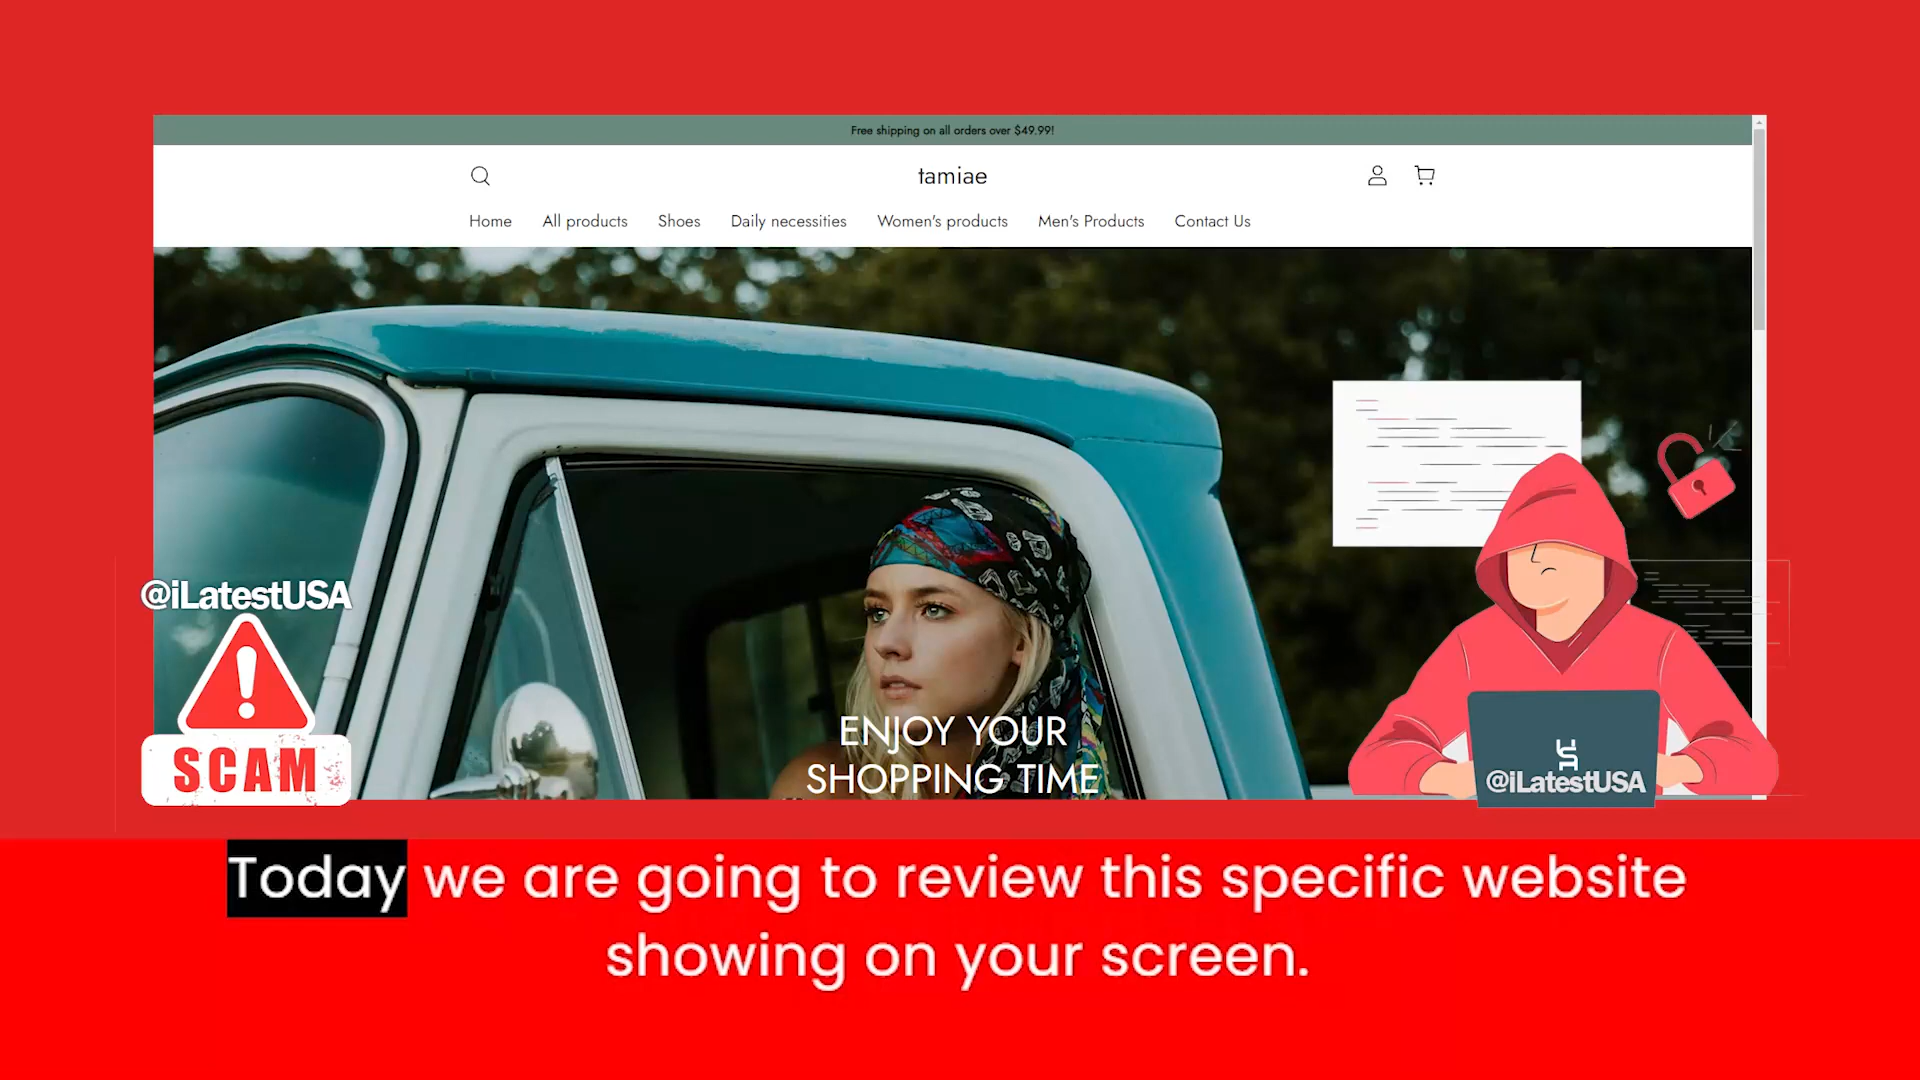 Free shipping on all orders over $49.99!
tamiae
Home All products Shoes Daily necessities Women's products Men's Products Contact Us
@iLatestUSA
SCAM
ENJOY YOUR
SHOPPING TIME
@iLatestUSA
Today we are going to review this specific website
showing on your screen.